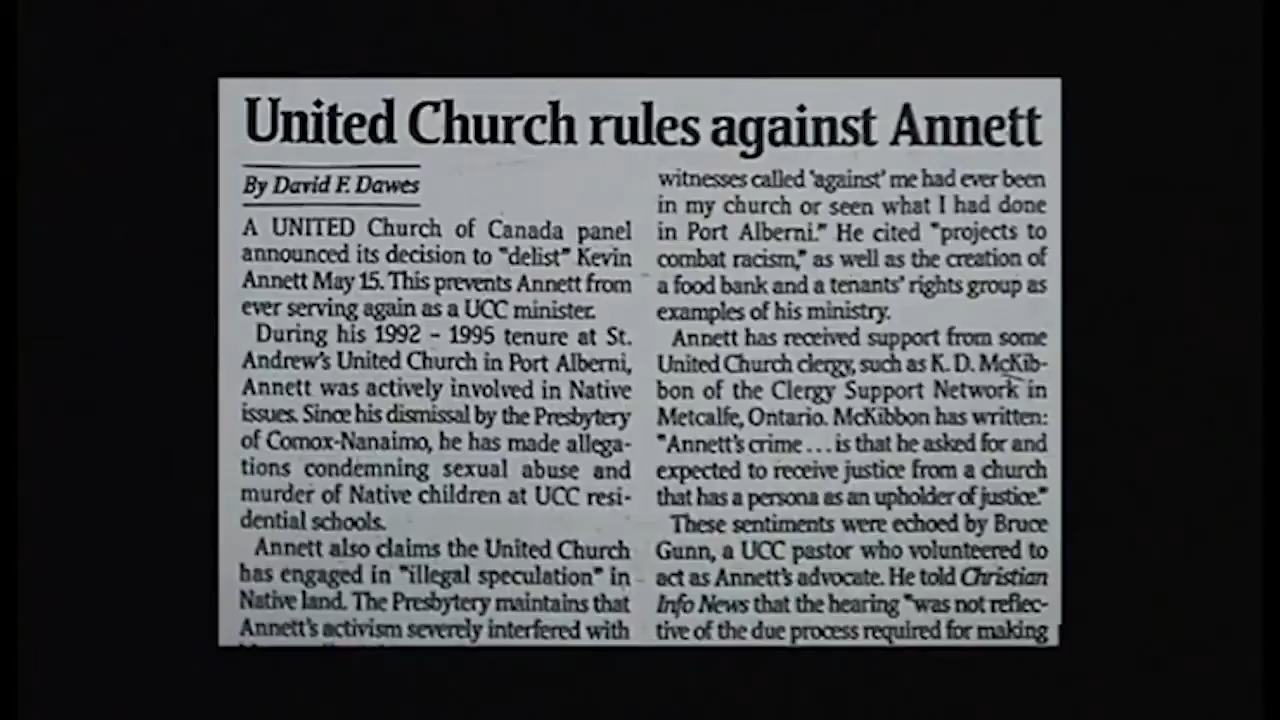 United Church rules against Annett
By David F. Dawes
A UNITED Church of Canada panel
announced its decision to "delist" Kevin
Annett May 15. This prevents Annett from
ever serving again as a UCC minister.
During his 1992 – 1995 tenure at St.
Andrew's United Church in Port Alberni,
Annett was actively involved in Native
issues. Since his dismissal by the Presbytery
of Comox-Nanaimo, he has made allega-
tions condemning sexual abuse and
murder of Native children at UCC resi-
dential schools.
Annett also claims the United Church
has engaged in "illegal speculation" in
Native land. The Presbytery maintains that
Annett's activism severely interfered with
witnesses called 'against' me had ever been
in my church or seen what I had done
in Port Alberni." He cited "projects to
combat racism," as well as the creation of
a food bank and a tenants' rights group as
examples of his ministry.
Annett has received support from some
United Church clergy, such as K. D. McKib-
bon of the Clergy Support Network in
Metcalfe, Ontario. McKibbon has written:
"Annett's crime . . . is that he asked for and
expected to receive justice from a church
that has a persona as an upholder of justice."
These sentiments were echoed by Bruce
Gunn, a UCC pastor who volunteered to
act as Annett's advocate. He told Christian
Info News that the hearing "was not reflec-
tive of the due process required for making